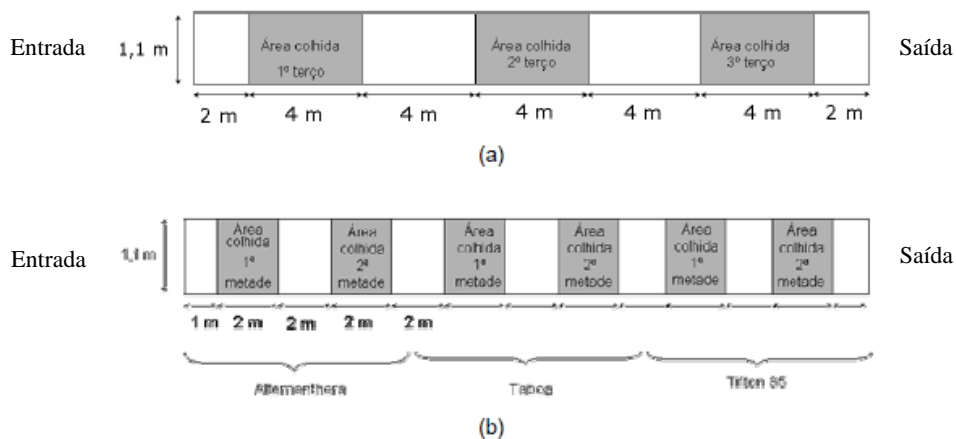 Entrada
Saída
1,1 m
Área colhida
1º terço
Área colhida
2º terço
Área colhida
3º terço
2 m 4 m 4 m 4 m 4 m 4 m 2 m
(a)
Entrada
Saída
1,1m
Área
colhida
1ª
metade
Área
colhida
2ª
metade
Área
colhida
1ª
metade
Área
colhida
2ª
metade
Área
colhida
1ª
metade
Área
colhida
2ª
metade
1 m 2 m 2 m 2 m 2 m
Alternanthera
Taboa
Tifton 85
(b)